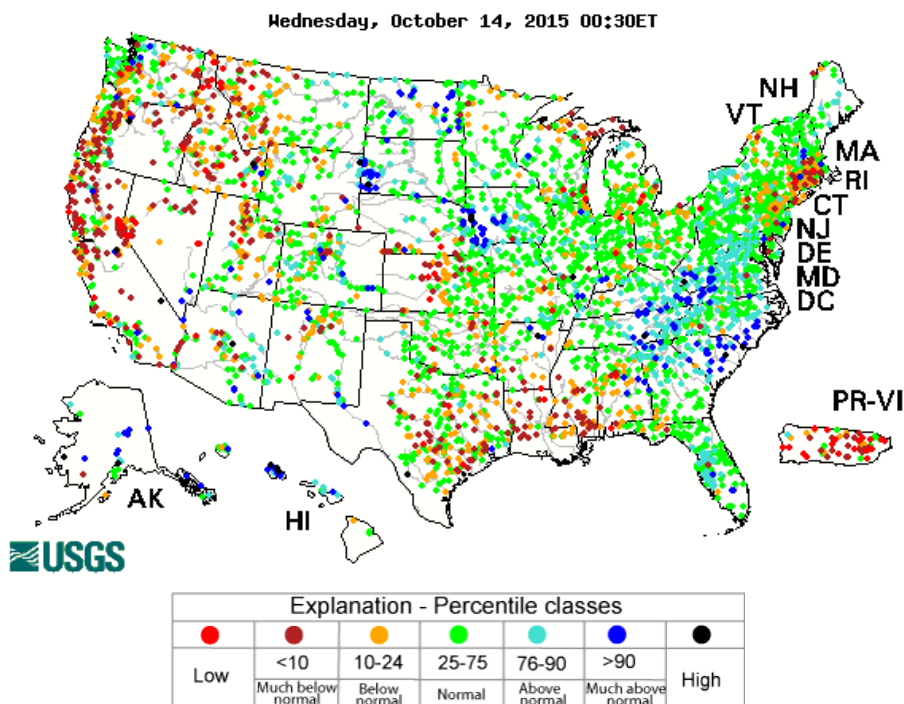 Wednesday, October 14, 2015 00:30ET
NH
VT
MA
RI
CT
NJ
DE
MD
DC
PR-VI
AK
HI
USGS
Explanation - Percentile classes
Low <10 10-24 25-75 76-90 >90 High
Much below normal Below normal Normal Above normal Much above normal